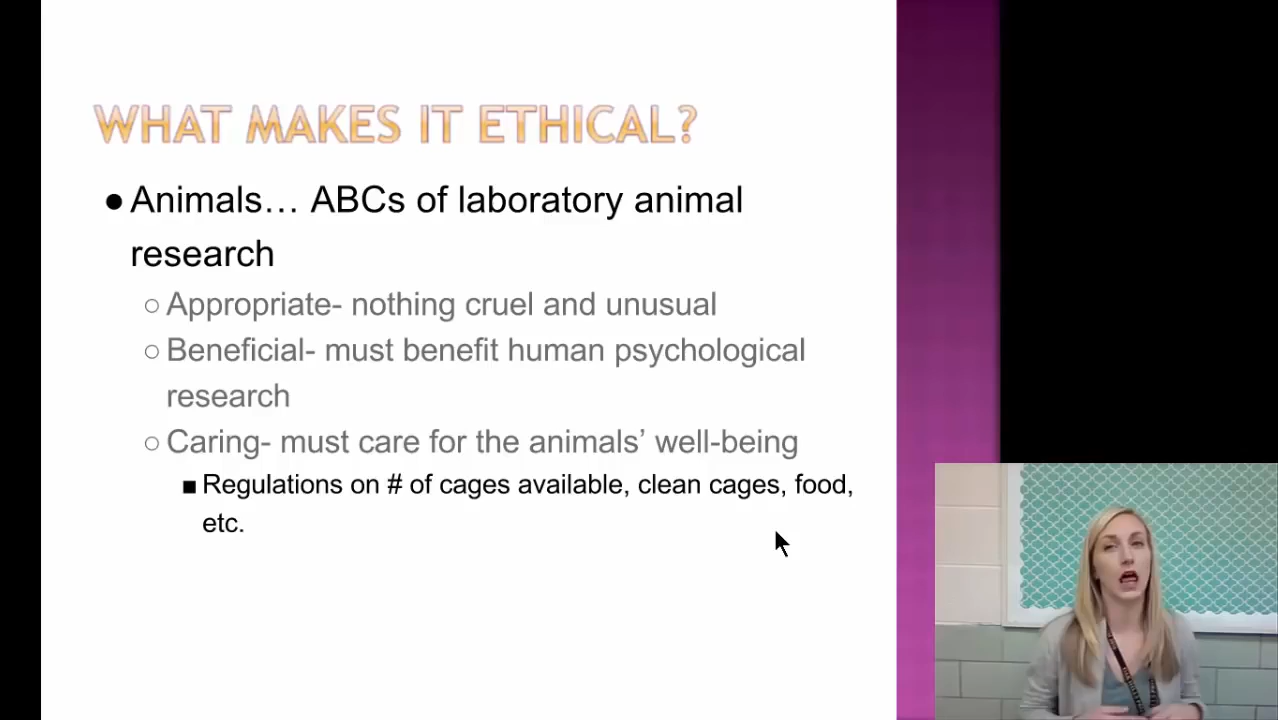 WHAT MAKES IT ETHICAL?
●Animals… ABCs of laboratory animal
research
○Appropriate- nothing cruel and unusual
○Beneficial- must benefit human psychological
research
○Caring- must care for the animals’ well-being
■Regulations on # of cages available, clean cages, food,
etc.